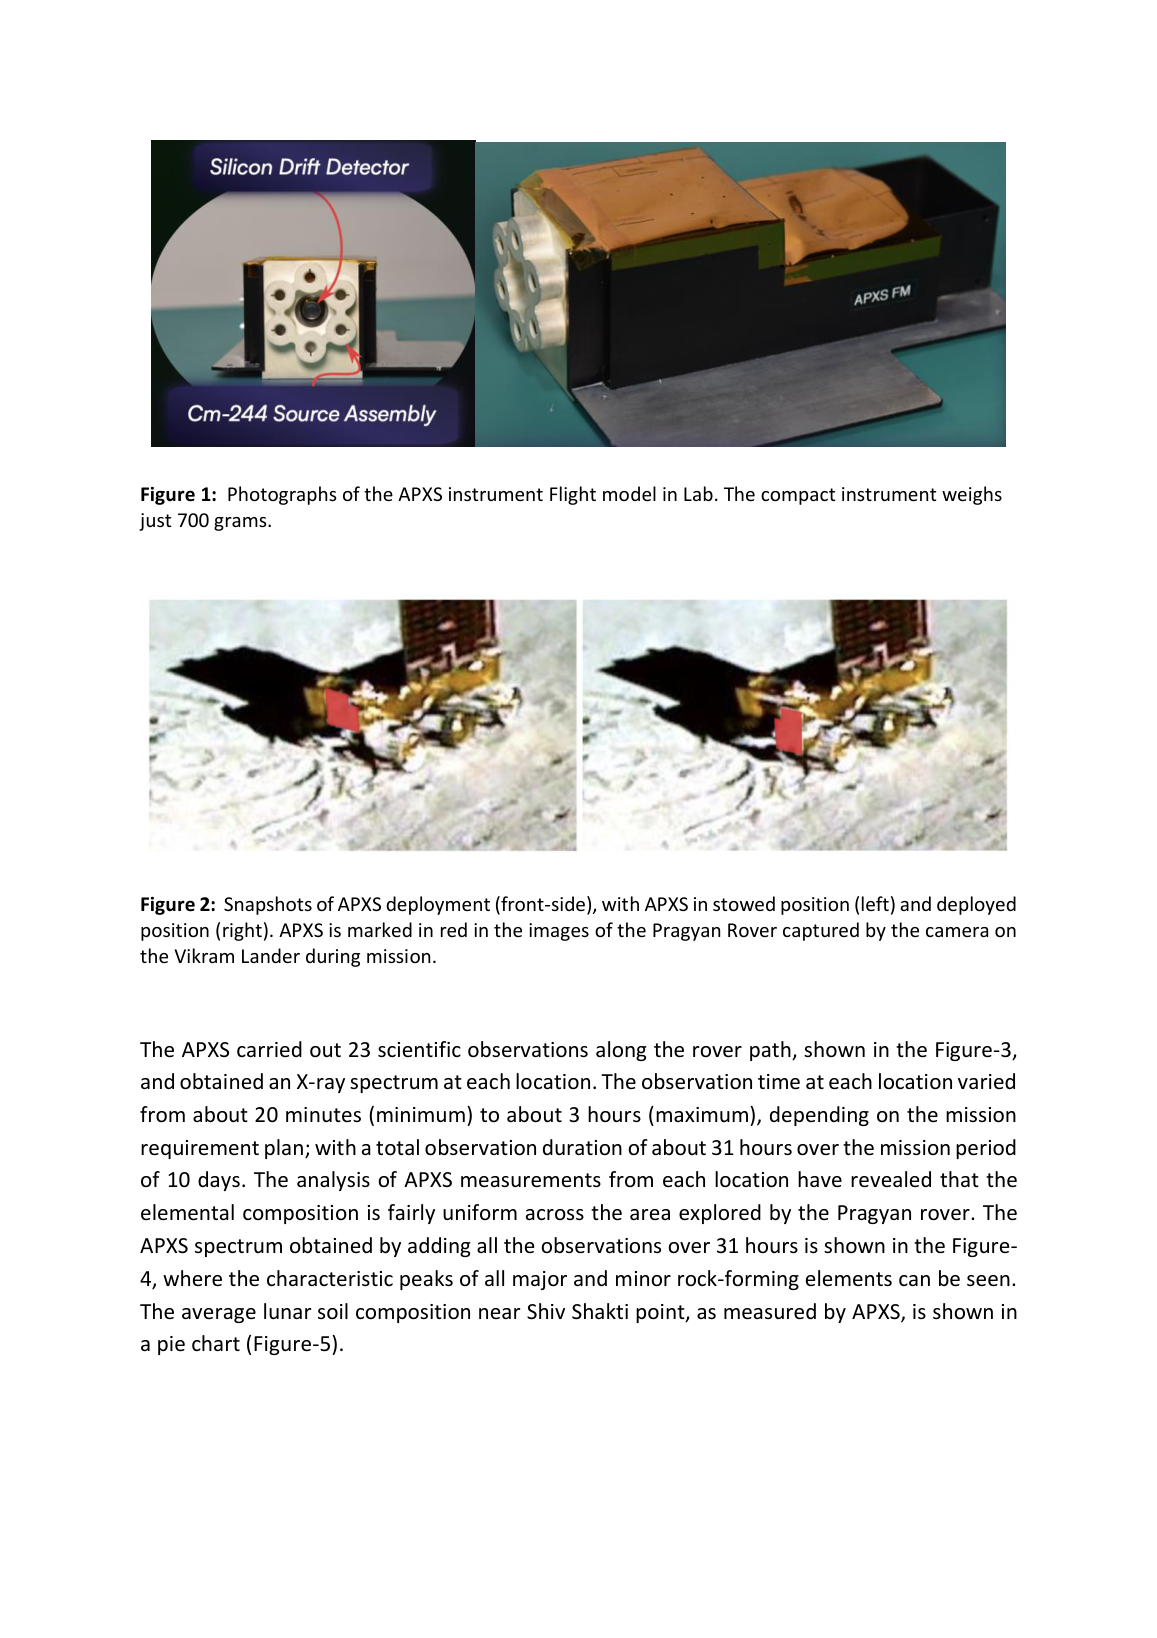 Silicon Drift Detector
Cm-244 Source Assembly
APXS FM
Figure 1:  Photographs of the APXS instrument Flight model in Lab. The compact instrument weighs
just 700 grams.
Figure 2:  Snapshots of APXS deployment (front-side), with APXS in stowed position (left) and deployed
position (right). APXS is marked in red in the images of the Pragyan Rover captured by the camera on
the Vikram Lander during mission.
The APXS carried out 23 scientific observations along the rover path, shown in the Figure-3,
and obtained an X-ray spectrum at each location. The observation time at each location varied
from about 20 minutes (minimum) to about 3 hours (maximum), depending on the mission
requirement plan; with a total observation duration of about 31 hours over the mission period
of 10 days. The analysis of APXS measurements from each location have revealed that the
elemental composition is fairly uniform across the area explored by the Pragyan rover. The
APXS spectrum obtained by adding all the observations over 31 hours is shown in the Figure-
4, where the characteristic peaks of all major and minor rock-forming elements can be seen.
The average lunar soil composition near Shiv Shakti point, as measured by APXS, is shown in
a pie chart (Figure-5).